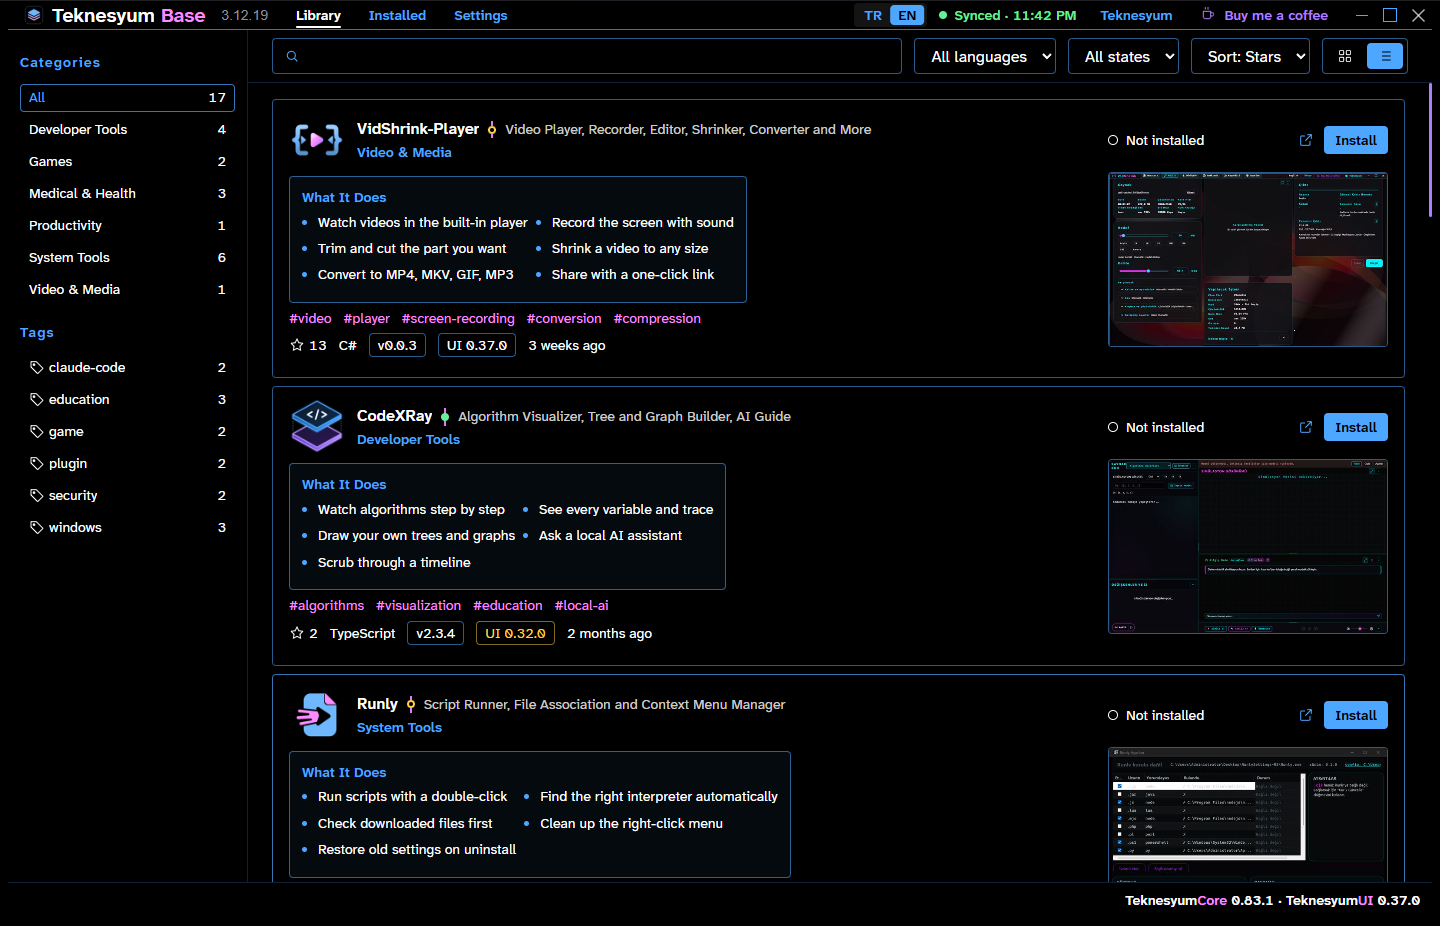 Teknesyum Base 3.12.19 Library Installed Settings TR EN Synced · 11:42 PM Teknesyum Buy me a coffee
Categories
All 17
Developer Tools 4
Games 2
Medical & Health 3
Productivity 1
System Tools 6
Video & Media 1
Tags
claude-code 2
education 3
game 2
plugin 2
security 2
windows 3
All languages All states Sort: Stars
VidShrink-Player Video Player, Recorder, Editor, Shrinker, Converter and More
Video & Media
Not installed Install
What It Does
Watch videos in the built-in player Record the screen with sound
Trim and cut the part you want Shrink a video to any size
Convert to MP4, MKV, GIF, MP3 Share with a one-click link
#video #player #screen-recording #conversion #compression
13 C# v0.0.3 UI 0.37.0 3 weeks ago
CodeXRay Algorithm Visualizer, Tree and Graph Builder, AI Guide
Developer Tools
Not installed Install
What It Does
Watch algorithms step by step See every variable and trace
Draw your own trees and graphs Ask a local AI assistant
Scrub through a timeline
#algorithms #visualization #education #local-ai
2 TypeScript v2.3.4 UI 0.32.0 2 months ago
Runly Script Runner, File Association and Context Menu Manager
System Tools
Not installed Install
What It Does
Run scripts with a double-click Find the right interpreter automatically
Check downloaded files first Clean up the right-click menu
Restore old settings on uninstall
TeknesyumCore 0.83.1 · TeknesyumUI 0.37.0